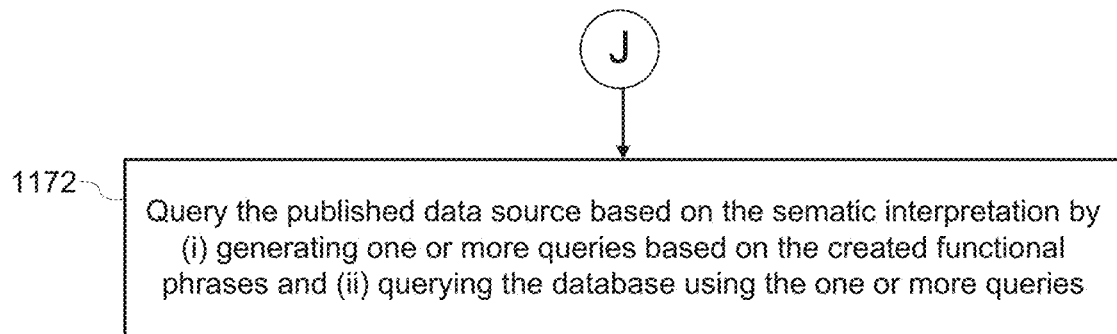 J
1172
Query the published data source based on the sematic interpretation by
(i) generating one or more queries based on the created functional
phrases and (ii) querying the database using the one or more queries